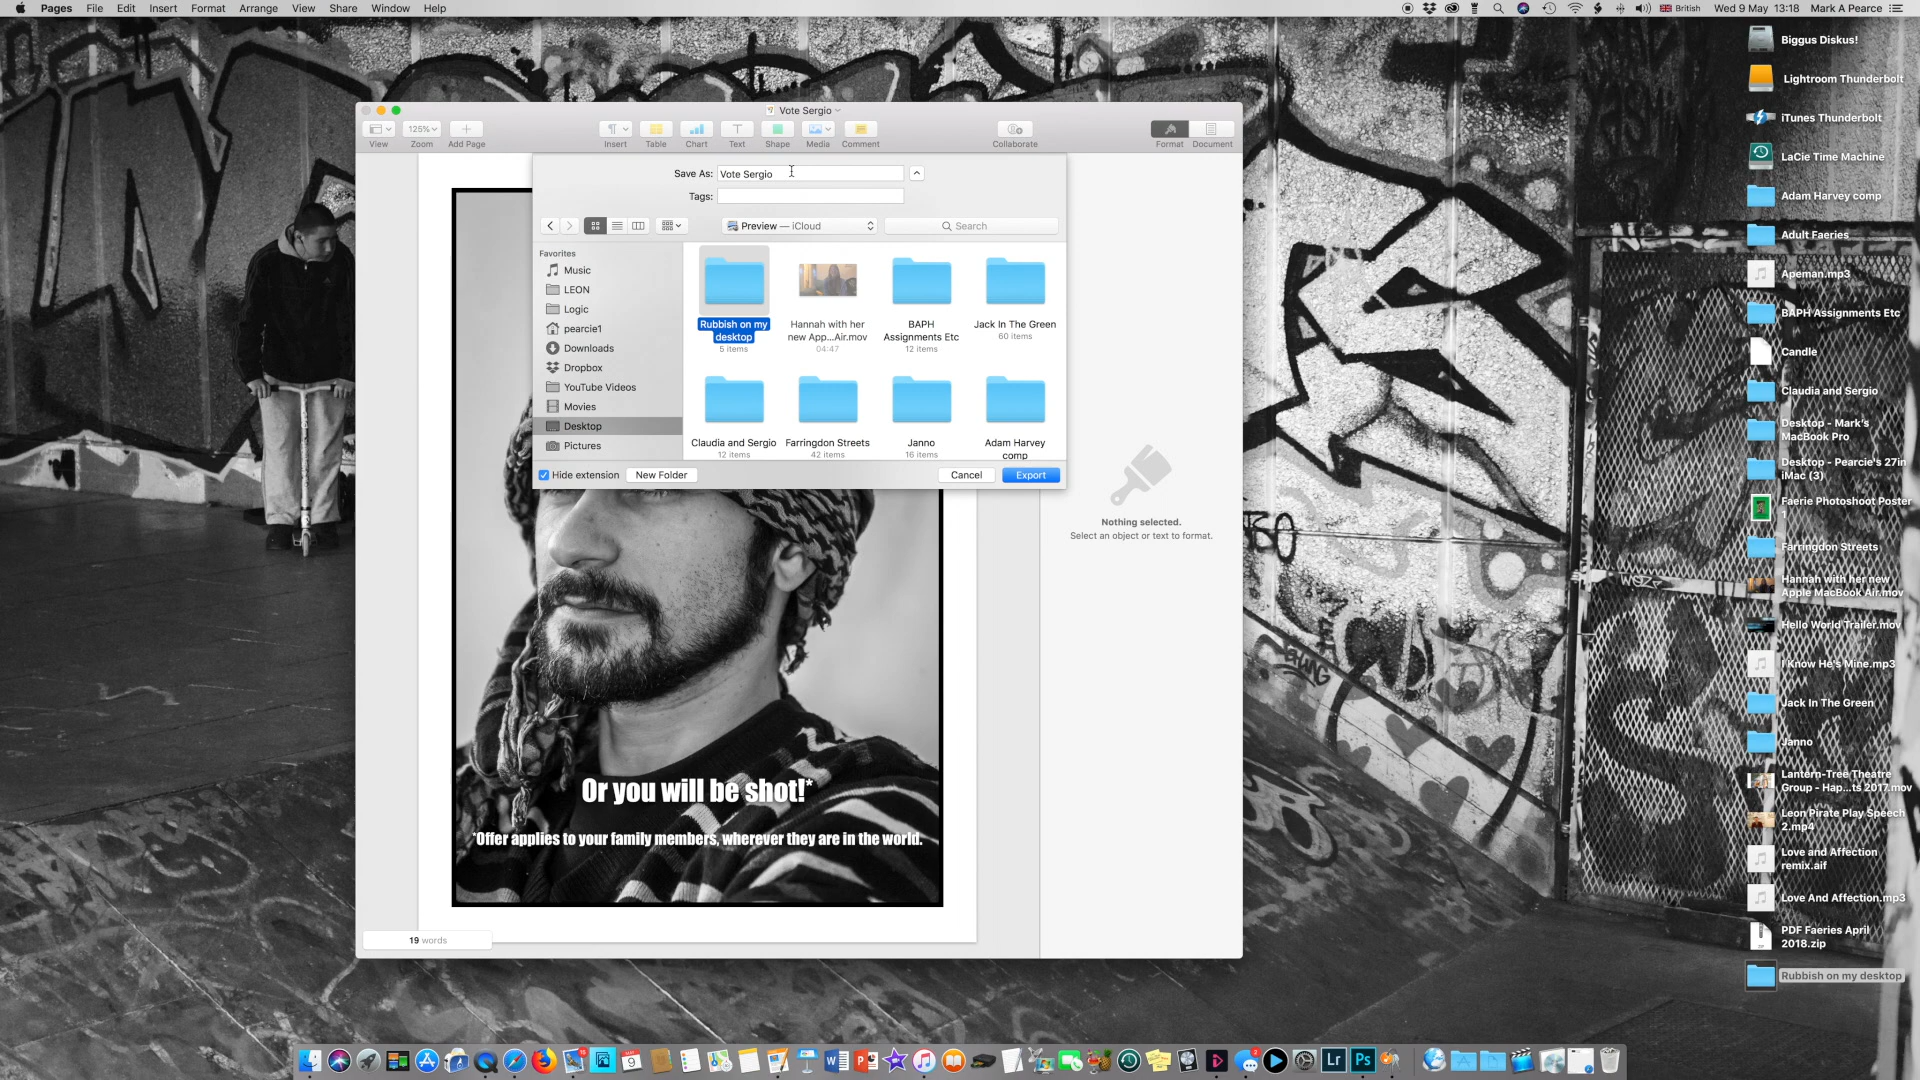 Pages File Edit Insert Format Arrange View Share Window Help
British Wed 9 May 13:18 Mark A Pearce
Vote Sergio
125%
View Zoom Add Page Insert Table Chart Text Shape Media Comment Collaborate Format Document
Save As: Vote Sergio
Tags:
Preview — iCloud
Search
Favorites
Music
LEON
Logic
pearcie1
Downloads
Dropbox
YouTube Videos
Movies
Desktop
Pictures
Rubbish on my
desktop
5 items
Hannah with her
new App...Air.mov
04:47
BAPH
Assignments Etc
12 items
Jack In The Green
60 items
Claudia and Sergio
12 items
Farringdon Streets
42 items
Janno
16 items
Adam Harvey
comp
Hide extension New Folder Cancel Export
Nothing selected.
Select an object or text to format.
Or you will be shot!*
*Offer applies to your family members, wherever they are in the world.
19 words
Biggus Diskus!
Lightroom Thunderbolt
iTunes Thunderbolt
LaCie Time Machine
Adam Harvey comp
Adult Faeries
Apeman.mp3
BAPH Assignments Etc
Candle
Claudia and Sergio
Desktop - Mark's
MacBook Pro
Desktop - Pearcie's 27in
iMac (3)
Faerie Photoshoot Poster
1
Farringdon Streets
Hannah with her new
Apple MacBook Air.mov
Hello World Trailer.mov
I Know He's Mine.mp3
Jack In The Green
Janno
Lantern-Tree Theatre
Group - Hap...ts 2017.mov
Leon Pirate Play Speech
2.mp4
Love and Affection
remix.aif
Love And Affection.mp3
PDF Faeries April
2018.zip
Rubbish on my desktop
9
Lr
Ps